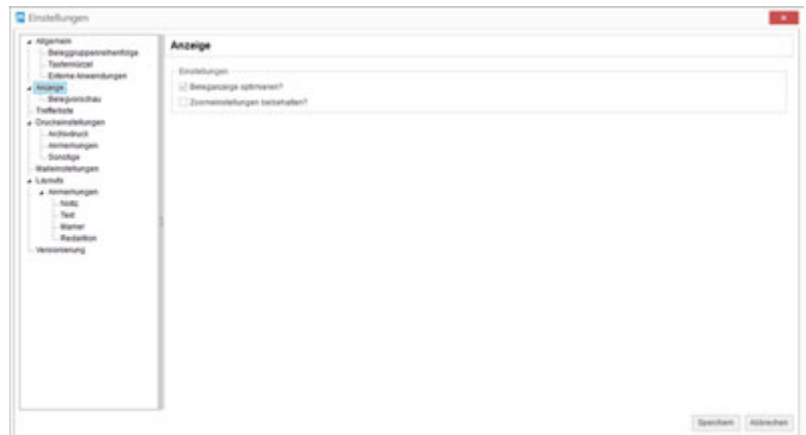 Einstellungen
Allgemein
Beleggruppenreihenfolge
Tastenkürzel
Externe Anwendungen
Anzeige
Belegvorschau
Trefferliste
Druckeinstellungen
Archivdruck
Anmerkungen
Sonstige
Maileinstellungen
Layouts
Anmerkungen
Notiz
Text
Marker
Redaktion
Versionierung
Anzeige
Einstellungen
Beleganzeige optimieren?
Zoomeinstellungen beibehalten?
Speichern
Abbrechen